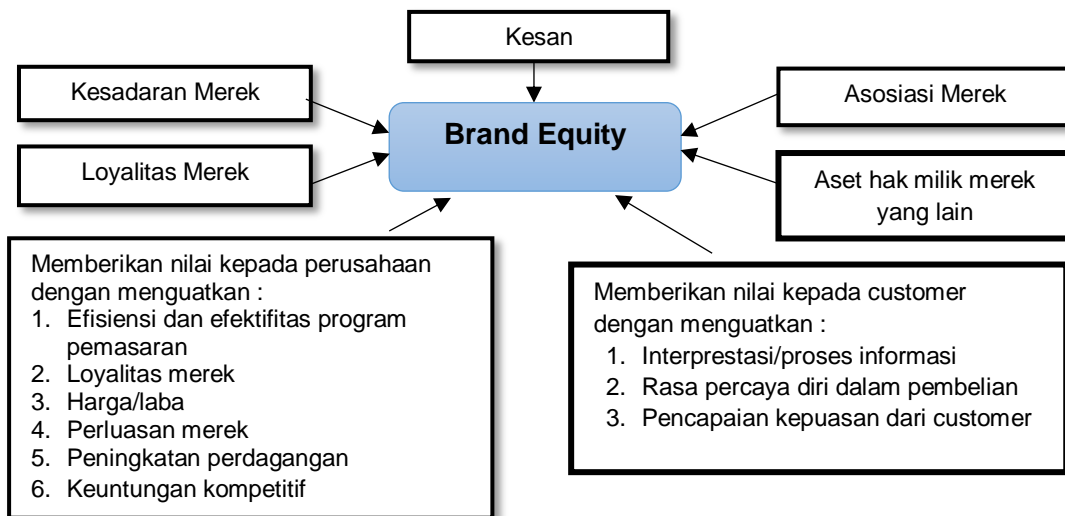 Kesan
Kesadaran Merek
Asosiasi Merek
Brand Equity
Loyalitas Merek
Aset hak milik merek
yang lain
Memberikan nilai kepada perusahaan
dengan menguatkan :
1. Efisiensi dan efektifitas program
pemasaran
2. Loyalitas merek
3. Harga/laba
4. Perluasan merek
5. Peningkatan perdagangan
6. Keuntungan kompetitif
Memberikan nilai kepada customer
dengan menguatkan :
1. Interprestasi/proses informasi
2. Rasa percaya diri dalam pembelian
3. Pencapaian kepuasan dari customer